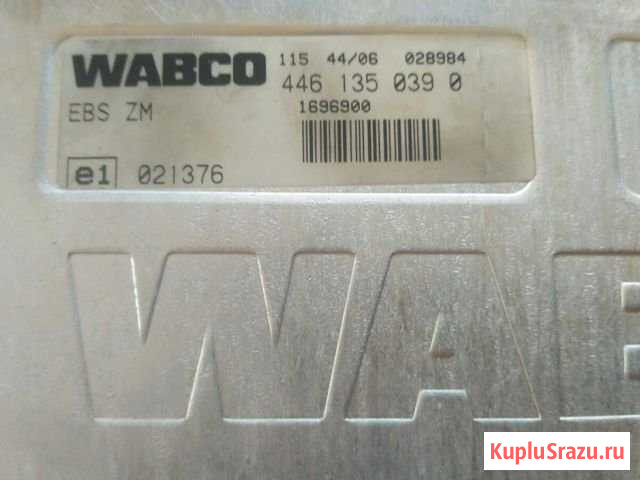 WABCO
115 44/06 028984
446 135 039 0
EBS ZM
1696900
e1 021376
WAB
KupluSrazu.ru